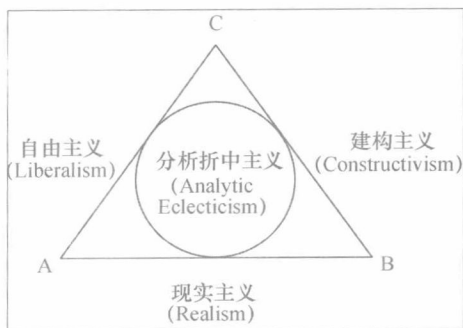 C
自由主义
(Liberalism)
建构主义
(Constructivism)
分析折中主义
(Analytic
Eclecticism)
A
B
现实主义
(Realism)